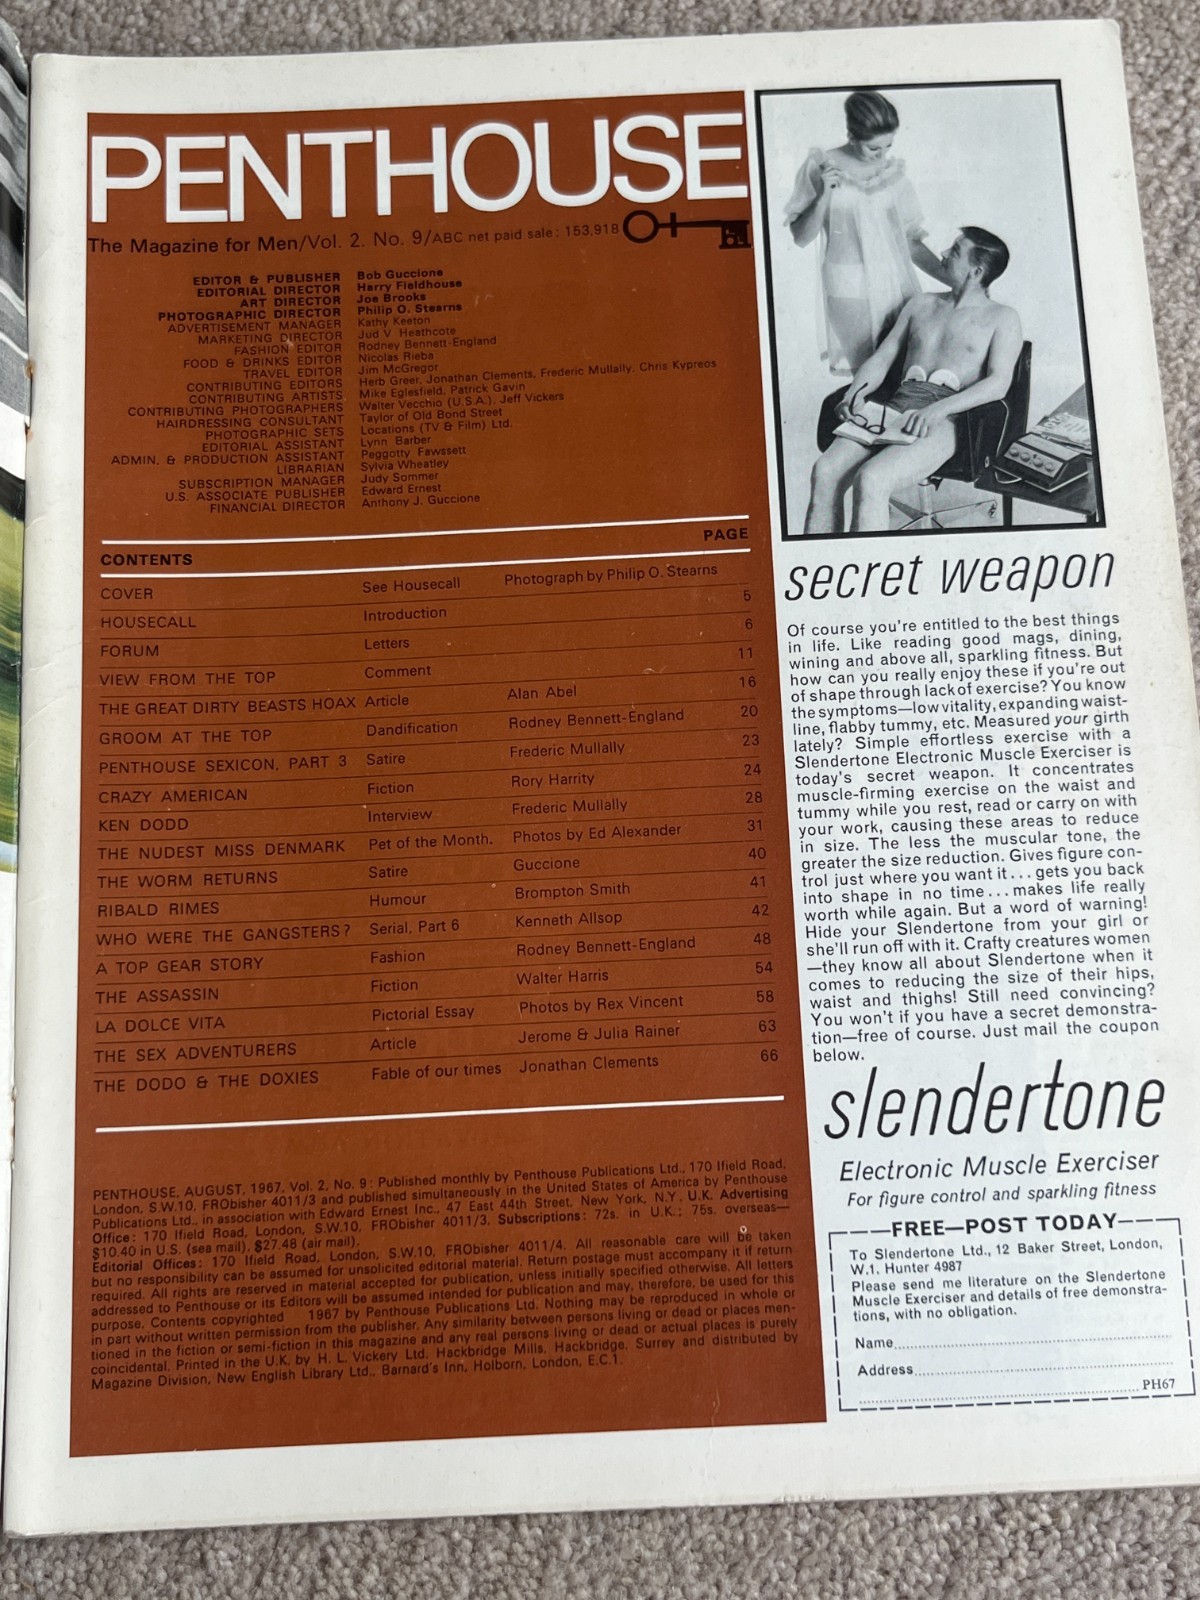 PENTHOUSE
The Magazine for Men/Vol. 2. No. 9/ABC net paid sale: 153,918
EDITOR & PUBLISHER Bob Guccione
EDITORIAL DIRECTOR Harry Fieldhouse
ART DIRECTOR Joe Brooks
PHOTOGRAPHIC DIRECTOR Philip O. Stearns
ADVERTISEMENT MANAGER Kathy Keeton
MARKETING DIRECTOR Jud V. Heathcote
FASHION EDITOR Rodney Bennett-England
FOOD & DRINKS EDITOR Nicolas Rieba
TRAVEL EDITOR Jim McGregor
CONTRIBUTING EDITORS Herb Greer, Jonathan Clements, Frederic Mullally, Chris Kypreos
CONTRIBUTING ARTISTS Mike Eglesfield, Patrick Gavin
CONTRIBUTING PHOTOGRAPHERS Walter Vecchio (U.S.A.), Jeff Vickers
HAIRDRESSING CONSULTANT Taylor of Old Bond Street
PHOTOGRAPHIC SETS Locations (TV & Film) Ltd.
EDITORIAL ASSISTANT Lynn Barber
ADMIN. & PRODUCTION ASSISTANT Peggotty Fawssett
LIBRARIAN Sylvia Wheatley
SUBSCRIPTION MANAGER Judy Sommer
U.S. ASSOCIATE PUBLISHER Edward Ernest
FINANCIAL DIRECTOR Anthony J. Guccione
CONTENTS PAGE
COVER See Housecall Photograph by Philip O. Stearns
HOUSECALL Introduction 5
FORUM Letters 6
VIEW FROM THE TOP Comment 11
THE GREAT DIRTY BEASTS HOAX Article Alan Abel 16
GROOM AT THE TOP Dandification Rodney Bennett-England 20
PENTHOUSE SEXICON, PART 3 Satire Frederic Mullally 23
CRAZY AMERICAN Fiction Rory Harrity 24
KEN DODD Interview Frederic Mullally 28
THE NUDEST MISS DENMARK Pet of the Month. Photos by Ed Alexander 31
THE WORM RETURNS Satire Guccione 40
RIBALD RIMES Humour Brompton Smith 41
WHO WERE THE GANGSTERS? Serial, Part 6 Kenneth Allsop 42
A TOP GEAR STORY Fashion Rodney Bennett-England 48
THE ASSASSIN Fiction Walter Harris 54
LA DOLCE VITA Pictorial Essay Photos by Rex Vincent 58
THE SEX ADVENTURERS Article Jerome & Julia Rainer 63
THE DODO & THE DOXIES Fable of our times Jonathan Clements 66
PENTHOUSE, AUGUST, 1967, Vol. 2, No. 9: Published monthly by Penthouse Publications Ltd., 170 Ifield Road,
London, S.W.10, FRObisher 4011/3 and published simultaneously in the United States of America by Penthouse
Publications Ltd., in association with Edward Ernest Inc., 47 East 44th Street, New York, N.Y. U.K. Advertising
Office: 170 Ifield Road, London, S.W.10, FRObisher 4011/3. Subscriptions: 72s. in U.K.; 75s. overseas—
$10.40 in U.S. (sea mail), $27.48 (air mail).
Editorial Offices: 170 Ifield Road, London, S.W.10, FRObisher 4011/4. All reasonable care will be taken
but no responsibility can be assumed for unsolicited editorial material. Return postage must accompany it if return
required. All rights are reserved in material accepted for publication, unless initially specified otherwise. All letters
addressed to Penthouse or its Editors will be assumed intended for publication and may, therefore, be used for this
purpose. Contents copyrighted 1967 by Penthouse Publications Ltd. Nothing may be reproduced in whole or
in part without written permission from the publisher. Any similarity between persons living or dead or places men-
tioned in the fiction or semi-fiction in this magazine and any real persons living or dead or actual places is purely
coincidental. Printed in the U.K. by H. L. Vickery Ltd. Hackbridge Mills, Hackbridge, Surrey and distributed by
Magazine Division, New English Library Ltd., Barnard's Inn, Holborn, London, E.C.1.
secret weapon
Of course you're entitled to the best things
in life. Like reading good mags, dining,
wining and above all, sparkling fitness. But
how can you really enjoy these if you're out
of shape through lack of exercise? You know
the symptoms—low vitality, expanding waist-
line, flabby tummy, etc. Measured your girth
lately? Simple effortless exercise with a
Slendertone Electronic Muscle Exerciser is
today's secret weapon. It concentrates
muscle-firming exercise on the waist and
tummy while you rest, read or carry on with
your work, causing these areas to reduce
in size. The less the muscular tone, the
greater the size reduction. Gives figure con-
trol just where you want it . . . gets you back
into shape in no time . . . makes life really
worth while again. But a word of warning!
Hide your Slendertone from your girl or
she'll run off with it. Crafty creatures women
—they know all about Slendertone when it
comes to reducing the size of their hips,
waist and thighs! Still need convincing?
You won't if you have a secret demonstra-
tion—free of course. Just mail the coupon
below.
slendertone
Electronic Muscle Exerciser
For figure control and sparkling fitness
FREE—POST TODAY
To Slendertone Ltd., 12 Baker Street, London,
W.1. Hunter 4987
Please send me literature on the Slendertone
Muscle Exerciser and details of free demonstra-
tions, with no obligation.
Name
Address
PH67